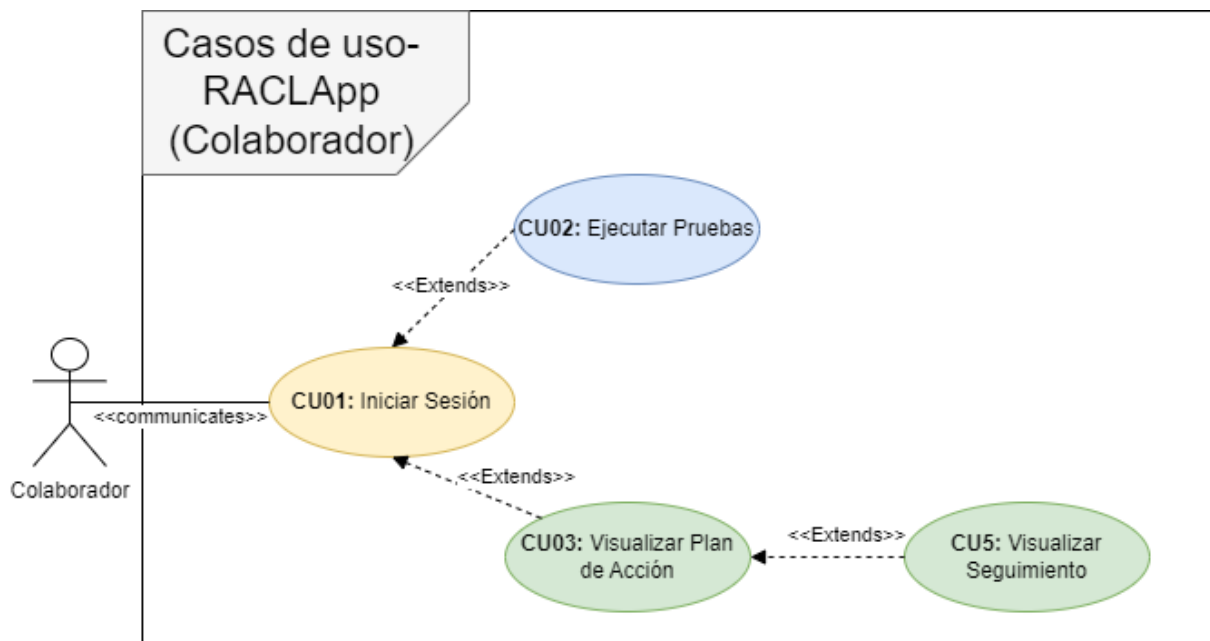 Casos de uso-
RACLApp
(Colaborador)
CU02: Ejecutar Pruebas
<<Extends>>
CU01: Iniciar Sesión
<<communicates>>
Colaborador
<<Extends>>
CU03: Visualizar Plan
de Acción
<<Extends>>
CU5: Visualizar
Seguimiento